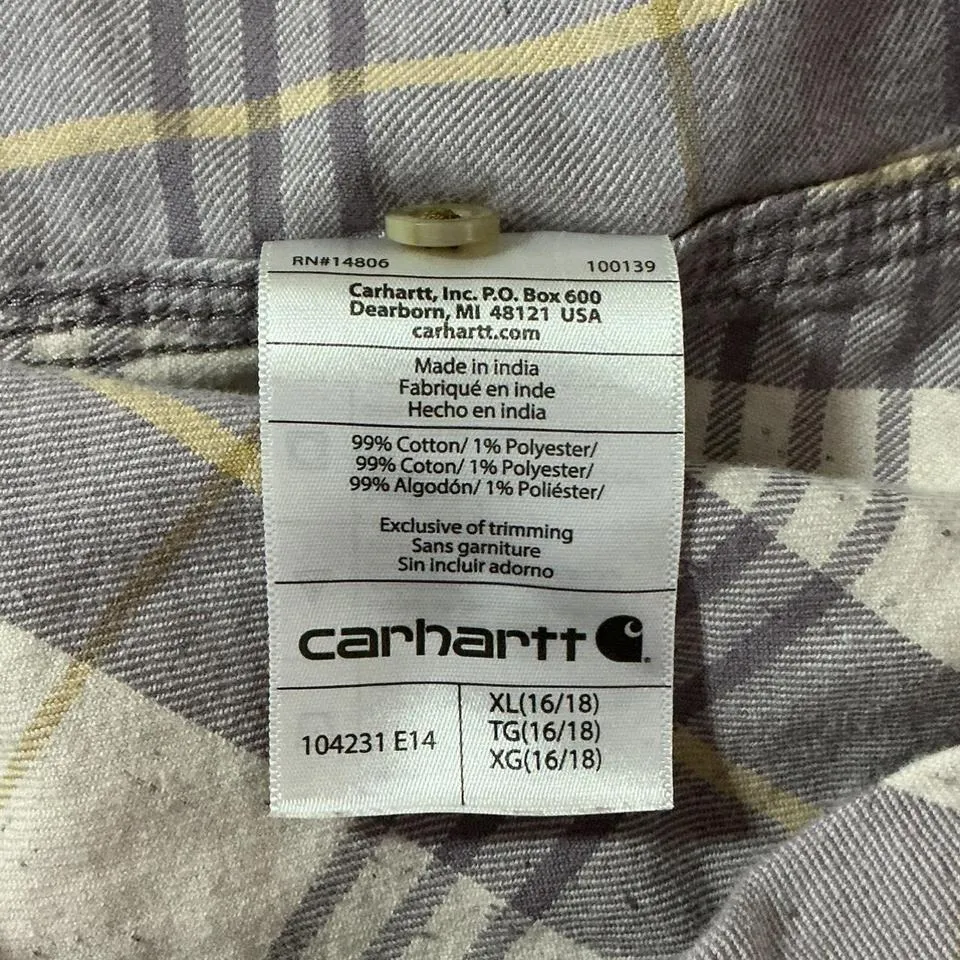 RN#14806 100139
Carhartt, Inc. P.O. Box 600
Dearborn, MI 48121 USA
carhartt.com
Made in india
Fabriqué en inde
Hecho en india
99% Cotton/ 1% Polyester/
99% Coton/ 1% Polyester/
99% Algodón/ 1% Poliéster/
Exclusive of trimming
Sans garniture
Sin incluir adorno
carhartt
104231 E14
XL(16/18)
TG(16/18)
XG(16/18)